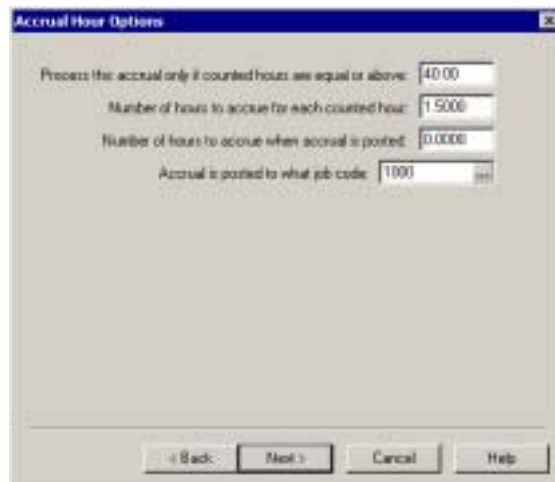 Accrual Hour Options
Process this accrual only if counted hours are equal or above: 40:00
Number of hours to accrue for each counted hour: 1.5000
Number of hours to accrue when accrual is posted: 0.0000
Accrual is posted to what job code: 1000 ...
< Back Next > Cancel Help